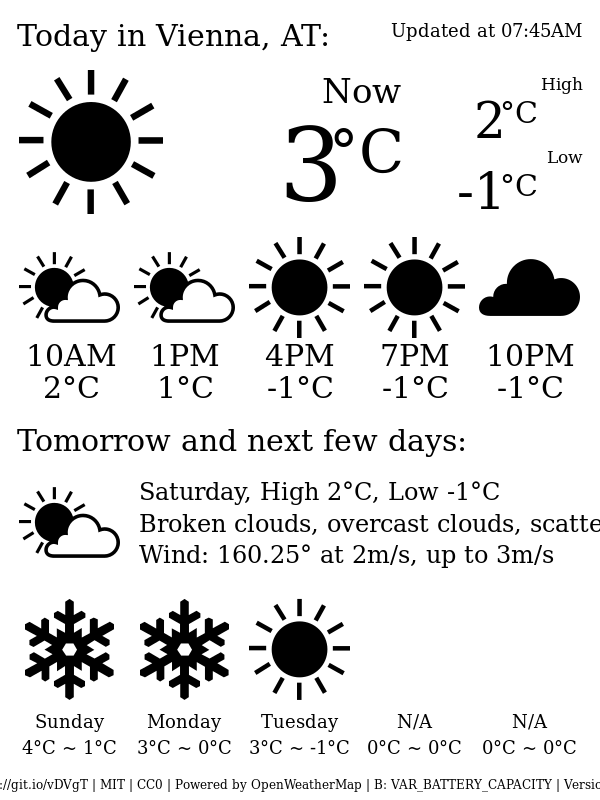 Today in Vienna, AT:
Updated at 07:45AM
Now
3°C
High
2°C
Low
-1°C
10AM 1PM 4PM 7PM 10PM
2°C 1°C -1°C -1°C -1°C
Tomorrow and next few days:
Saturday, High 2°C, Low -1°C
Broken clouds, overcast clouds, scatte
Wind: 160.25° at 2m/s, up to 3m/s
Sunday Monday Tuesday N/A N/A
4°C ~ 1°C 3°C ~ 0°C 3°C ~ -1°C 0°C ~ 0°C 0°C ~ 0°C
://git.io/vDVgT | MIT | CC0 | Powered by OpenWeatherMap | B: VAR_BATTERY_CAPACITY | Versio